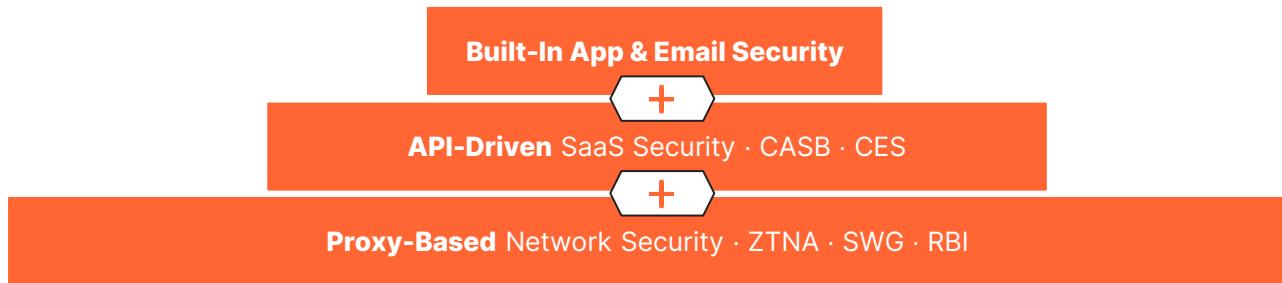 Built-In App & Email Security
+
API-Driven SaaS Security · CASB · CES
+
Proxy-Based Network Security · ZTNA · SWG · RBI